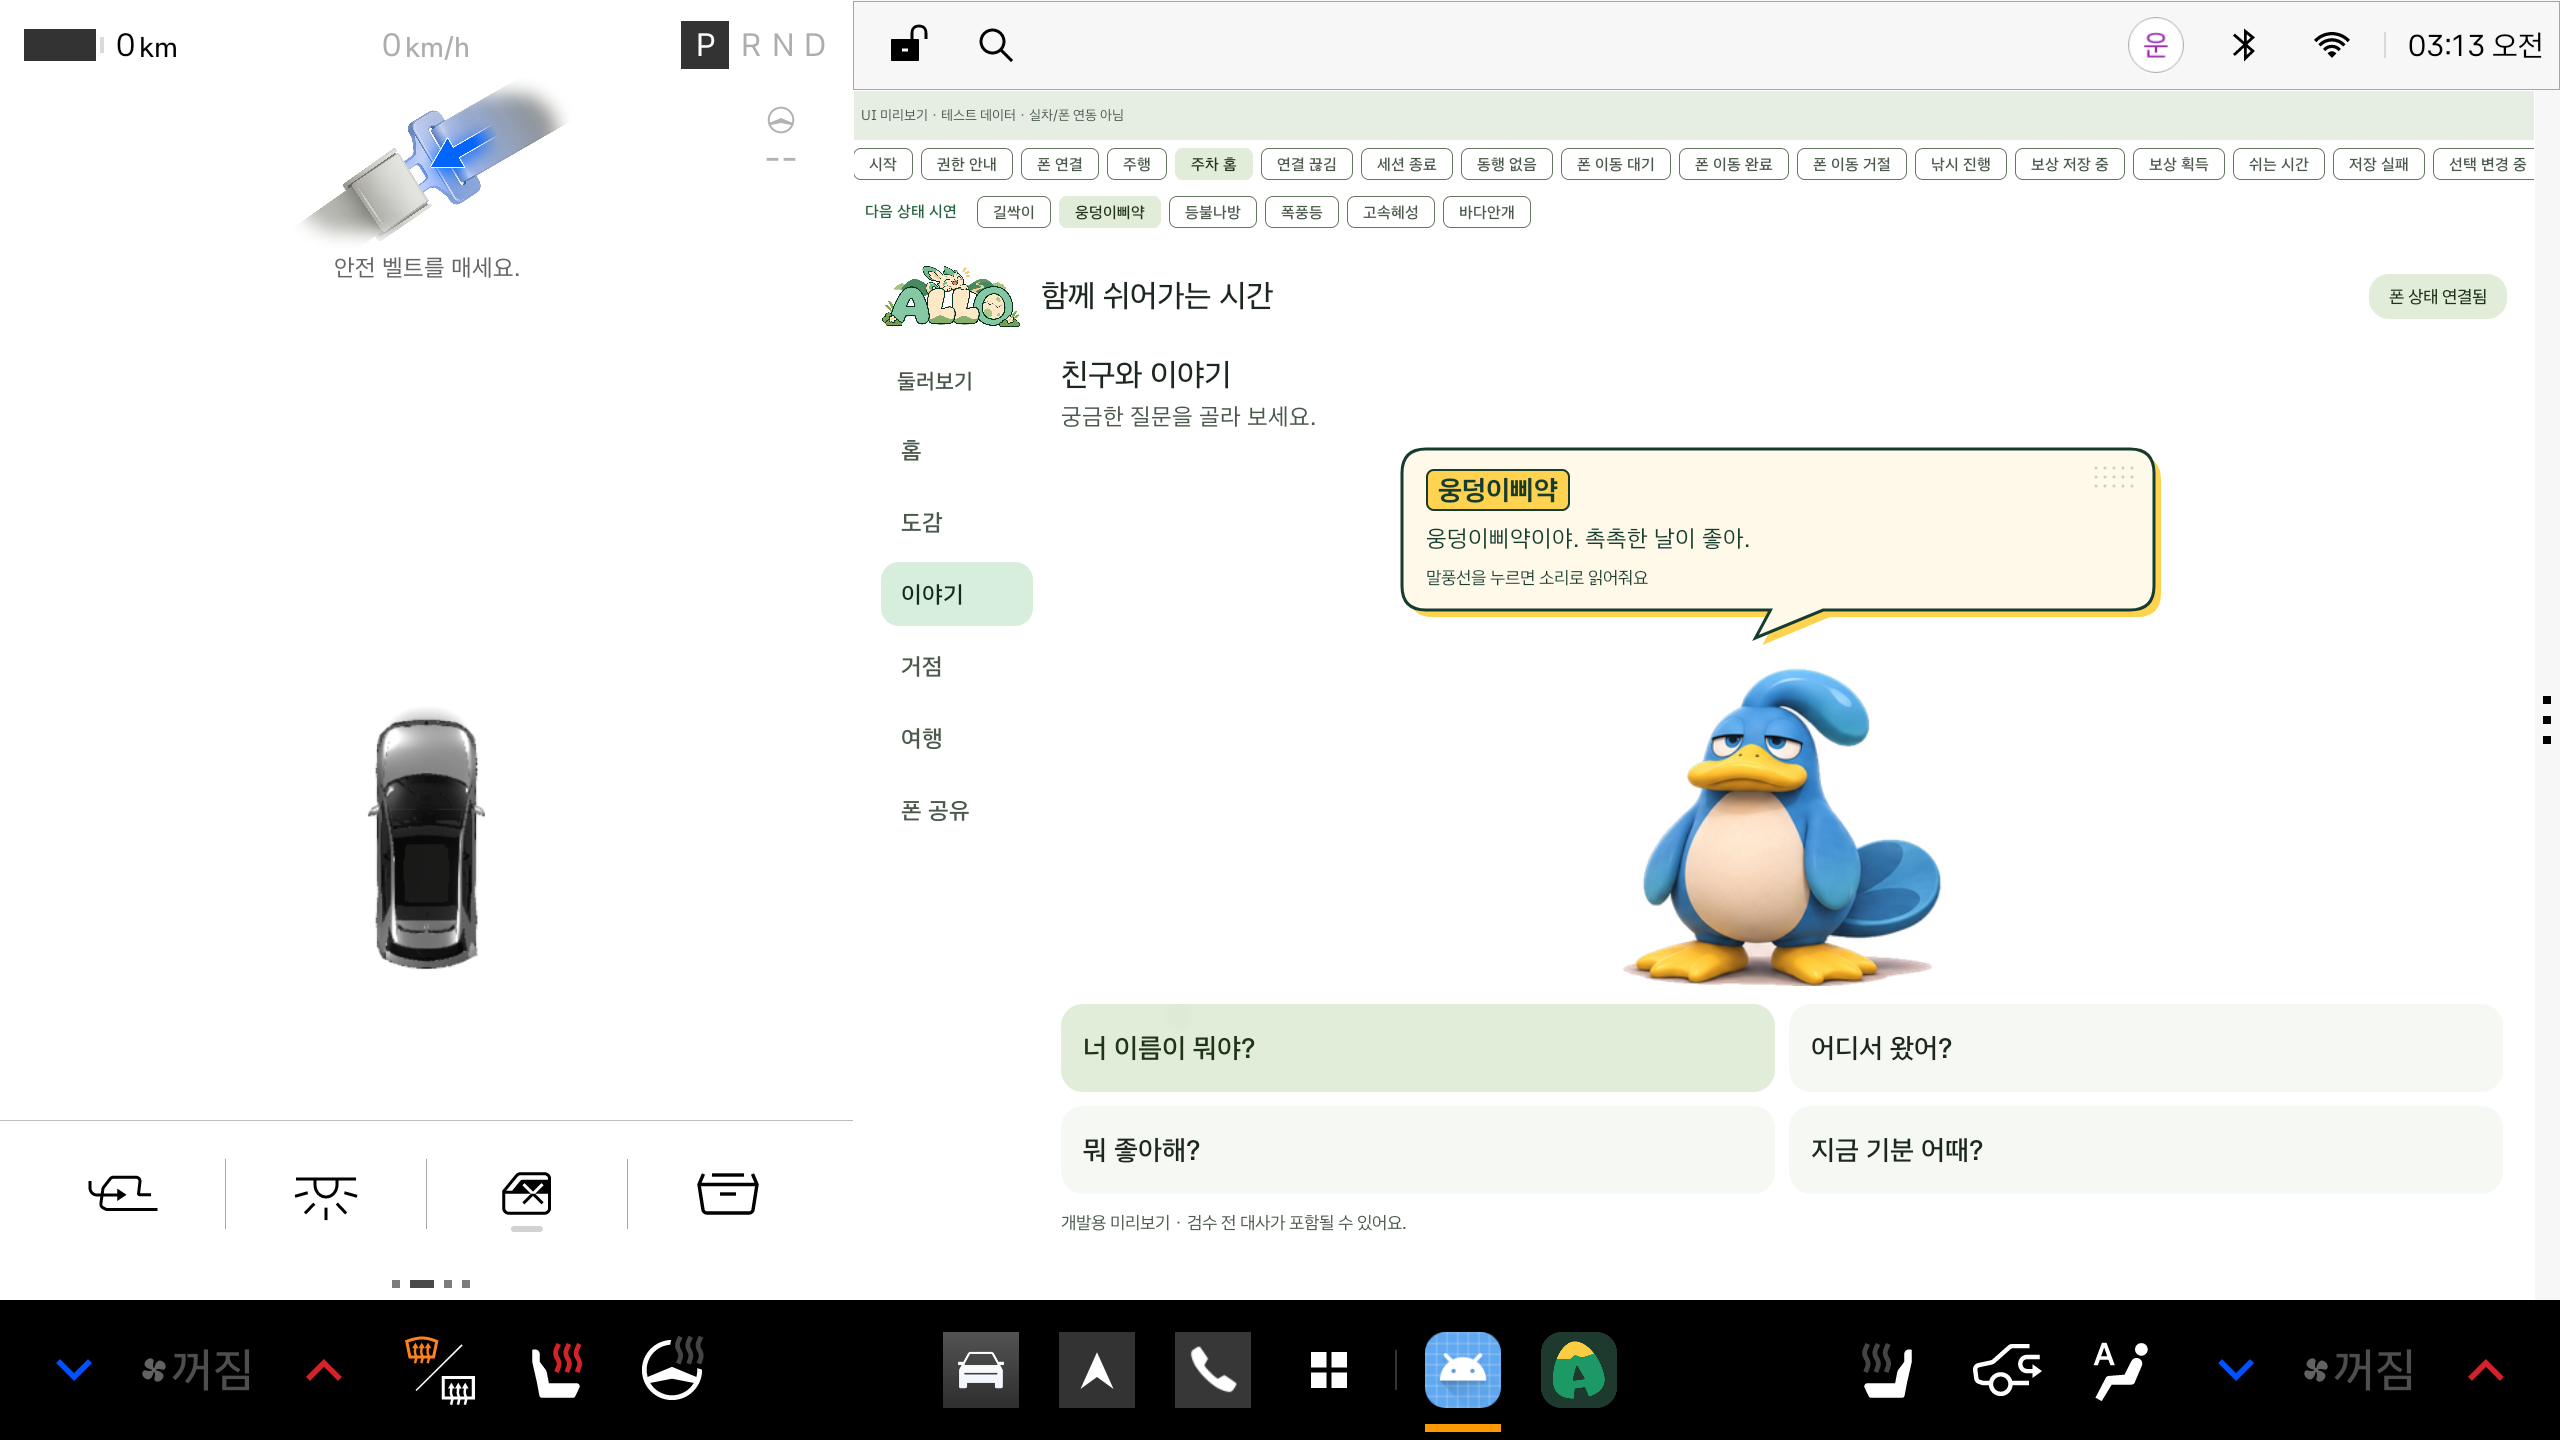 0 km
0 km/h
P R N D
안전 벨트를 매세요.
운
03:13 오전
UI 미리보기 · 테스트 데이터 · 실차/폰 연동 아님
시작 권한 안내 폰 연결 주행 주차 홈 연결 끊김 세션 종료 동행 없음 폰 이동 대기 폰 이동 완료 폰 이동 거절 낚시 진행 보상 저장 중 보상 획득 쉬는 시간 저장 실패 선택 변경 중
다음 상태 시연 길싹이 웅덩이삐약 등불나방 폭풍등 고속혜성 바다안개
ALLO 함께 쉬어가는 시간
폰 상태 연결됨
둘러보기
홈
도감
이야기
거점
여행
폰 공유
친구와 이야기
궁금한 질문을 골라 보세요.
웅덩이삐약
웅덩이삐약이야. 촉촉한 날이 좋아.
말풍선을 누르면 소리로 읽어줘요
너 이름이 뭐야?
어디서 왔어?
뭐 좋아해?
지금 기분 어때?
개발용 미리보기 · 검수 전 대사가 포함될 수 있어요.
꺼짐
A
A
꺼짐